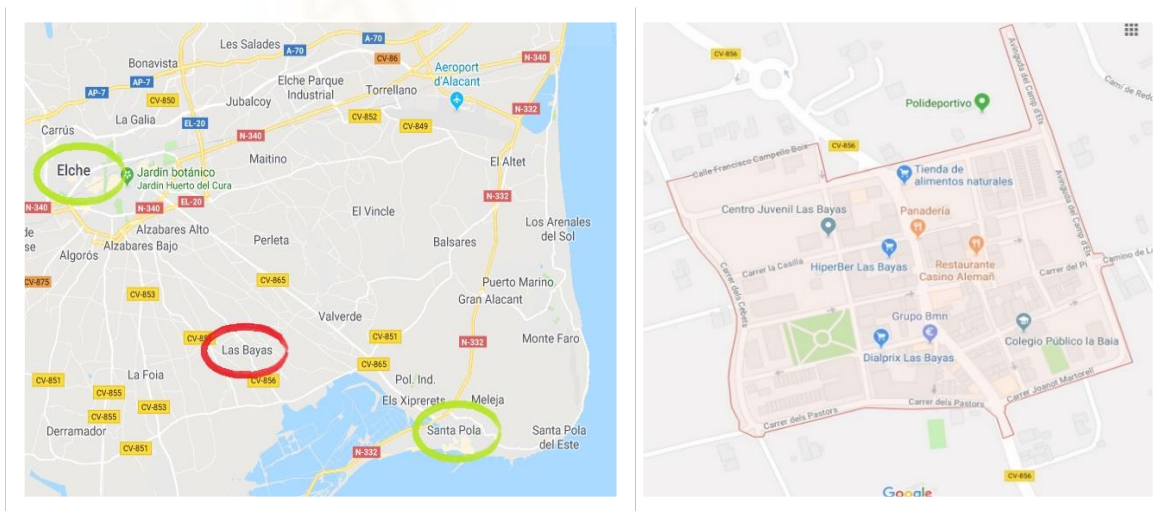 Les Salades
A-70
A-70
N-340
Bonavista
CV-86
Aeroport
d'Alacant
AP-7
AP-7
Elche Parque
Industrial
Torrellano
CV-850
Jubalcoy
N-332
La Galia
EL-20
CV-852
CV-849
Carrús
N-340
Maitino
El Altet
Elche
Jardín botánico
Jardín Huerto del Cura
N-340
N-340
EL-20
N-332
El Vincle
Los Arenales
del Sol
de
se
Alzabares Alto
Alzabares Bajo
Algorós
Perleta
Balsares
CV-875
CV-865
Puerto Marino
CV-853
Gran Alacant
Valverde
CV-851
N-332
Monte Faro
Las Bayas
CV-865
La Foia
CV-856
Pol. Ind.
CV-851
CV-855
Els Xiprerets
Meleja
CV-853
CV-855
Derramador
Santa Pola
Santa Pola
del Este
CV-851
N-332
CV-856
Avinguda del Camp d'Elx
Polideportivo
CV-856
Calle Francisco Campello Boix
Tienda de
alimentos naturales
Avinguda del Camp d'Elx
Centro Juvenil Las Bayas
Panadería
Carrer la Casilla
HiperBer Las Bayas
Restaurante
Casino Alemañ
Carrer del Pi
Carrer dels Cebets
Grupo Bmn
Dialprix Las Bayas
Colegio Público la Baia
Carrer Joanot Martorell
Carrer dels Pastors
Carrer dels Pastors
CV-856
Google